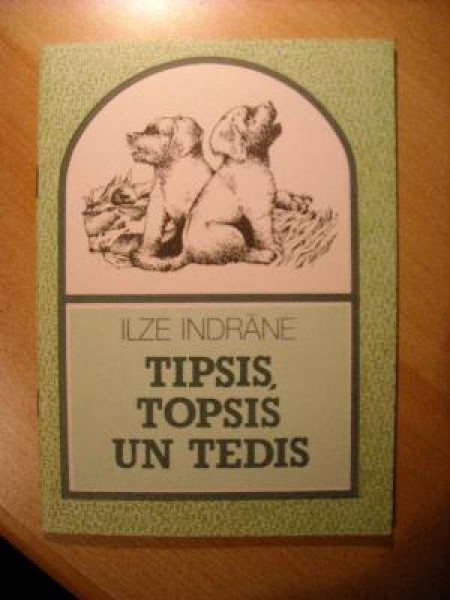 ILZE INDRĀNE
TIPSIS,
TOPSIS
UN TEDIS